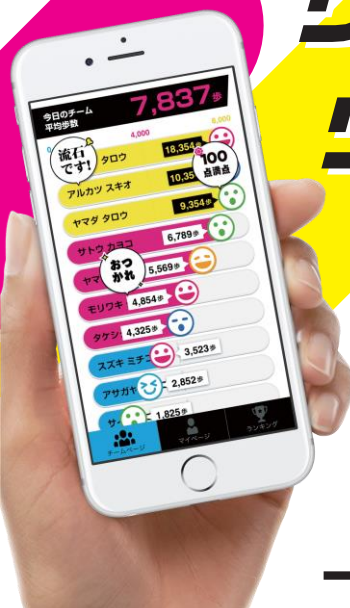 今日のチーム
平均歩数
7,837歩
4,000
8,000
流石
です!
タロウ
18,354歩
100
点満点
アルカツ スキオ
10,35
ヤマダ タロウ
9,354歩
サトウ カヨコ
6,789歩
おつ
かれ
ヤマ
5,569歩
モリワキ
4,854歩
タケシ
4,325歩
スズキ ミチコ
3,523歩
アサガヤ
2,852歩
サ
1,825歩
チームページ
マイページ
ランキング